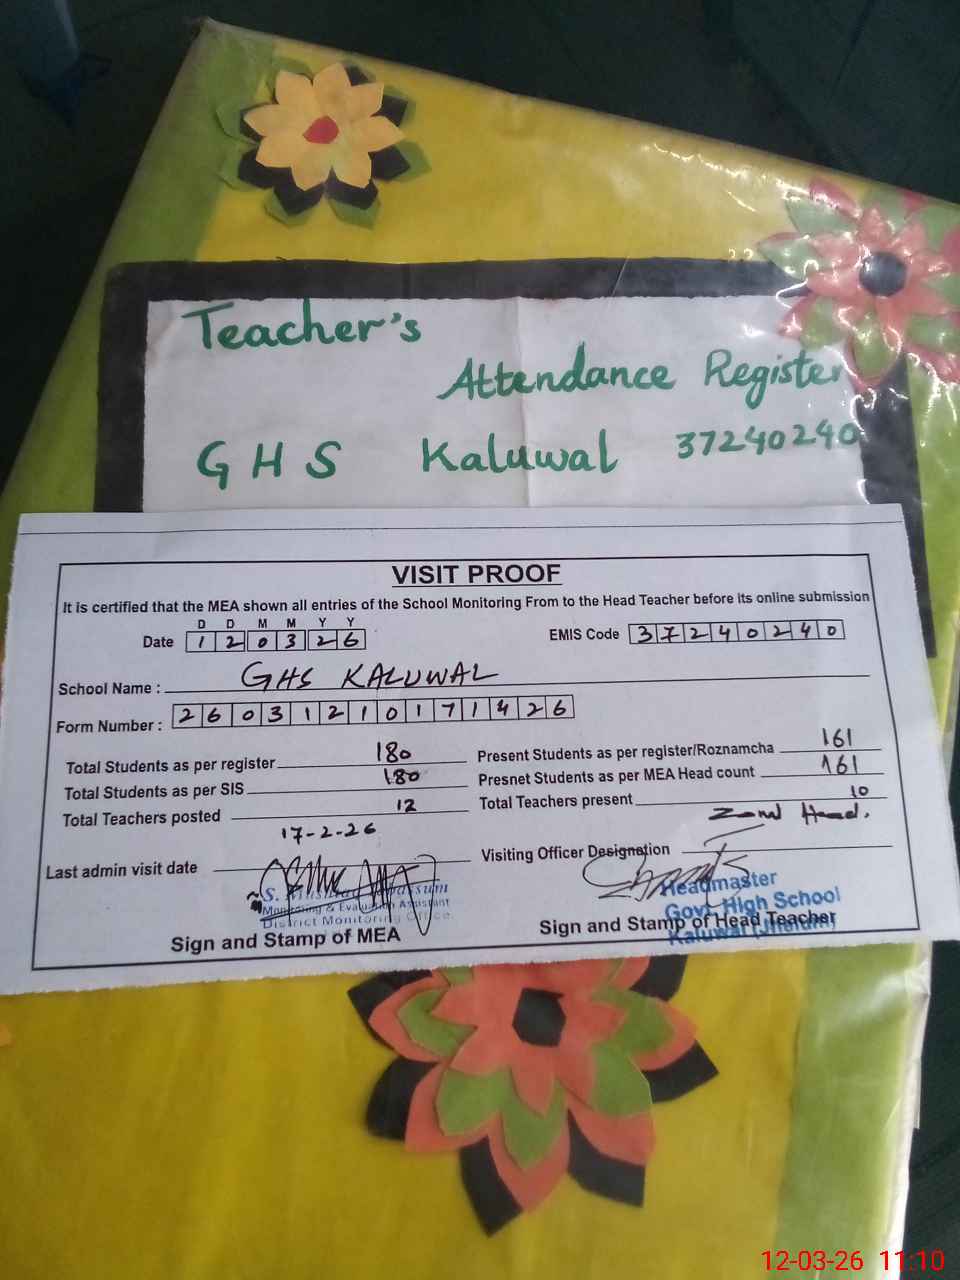 Teacher's
Attendance Register
GHS Kaluwal 37240240
VISIT PROOF
It is certified that the MEA shown all entries of the School Monitoring From to the Head Teacher before its online submission
D D M M Y Y
Date 1 2 0 3 2 6 EMIS Code 3 7 2 4 0 2 4 0
School Name : GHS KALUWAL
Form Number : 2 6 0 3 1 2 1 0 1 7 1 4 2 6
Total Students as per register 180 Present Students as per register/Roznamcha 161
Total Students as per SIS 180 Presnet Students as per MEA Head count 161
Total Teachers posted 12 Total Teachers present 10
Last admin visit date 17-2-26 Visiting Officer Designation Head.
S.
Monitoring & Evaluation Assistant
District Monitoring Office
Sign and Stamp of MEA
Headmaster
Govt. High School
Kaluwal (Jhelum)
Sign and Stamp of Head Teacher
12-03-26 11:10